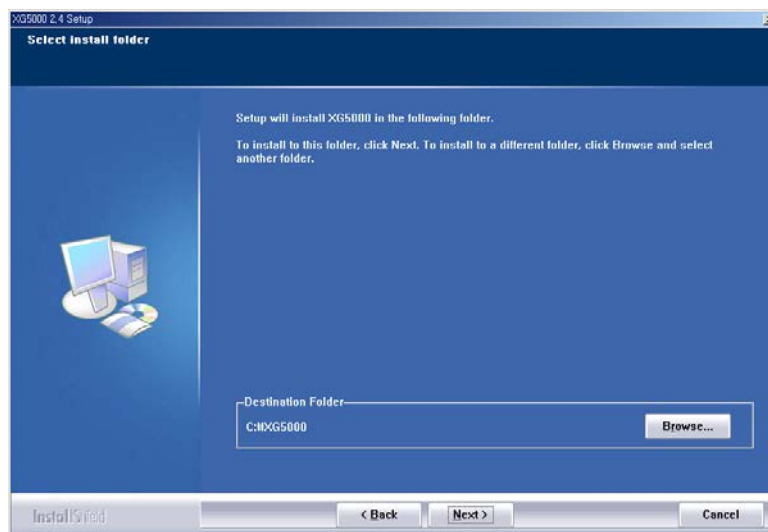 XG5000 2.4 Setup
Select install folder
Setup will install XG5000 in the following folder.
To install to this folder, click Next. To install to a different folder, click Browse and select
another folder.
Destination Folder
C:₩XG5000
Browse...
InstallShield
< Back
Next >
Cancel